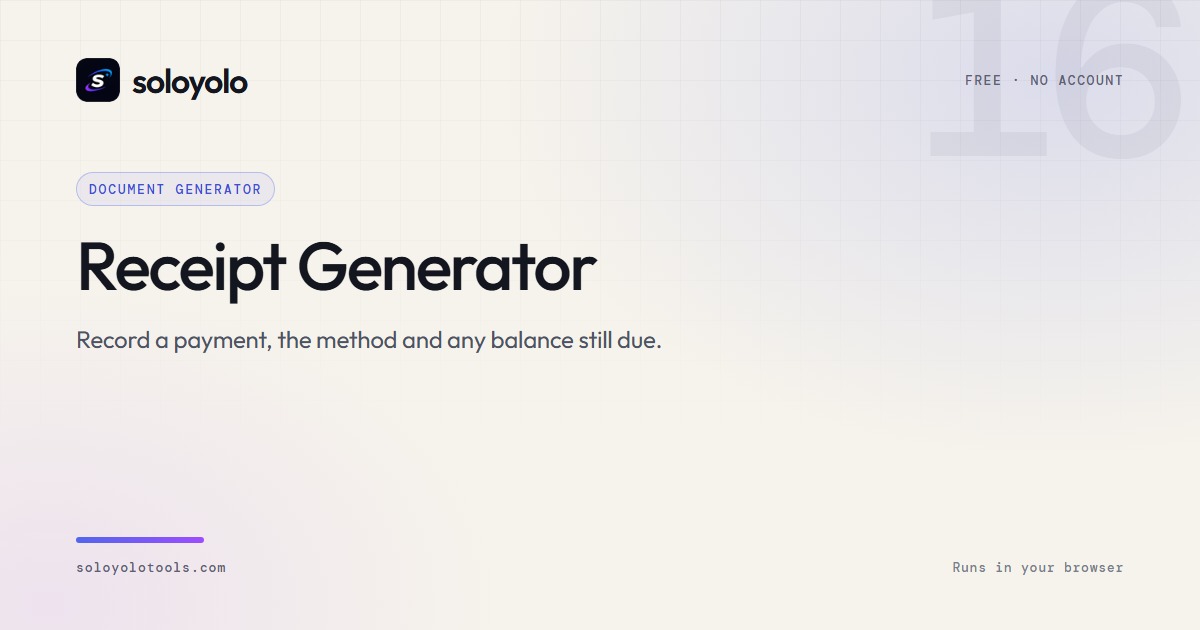 soloyolo
FREE · NO ACCOUNT
16
DOCUMENT GENERATOR
Receipt Generator
Record a payment, the method and any balance still due.
soloyolotools.com
Runs in your browser